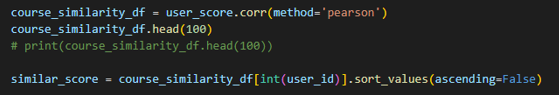 course_similarity_df = user_score.corr(method='pearson')
course_similarity_df.head(100)
# print(course_similarity_df.head(100))
similar_score = course_similarity_df[int(user_id)].sort_values(ascending=False)